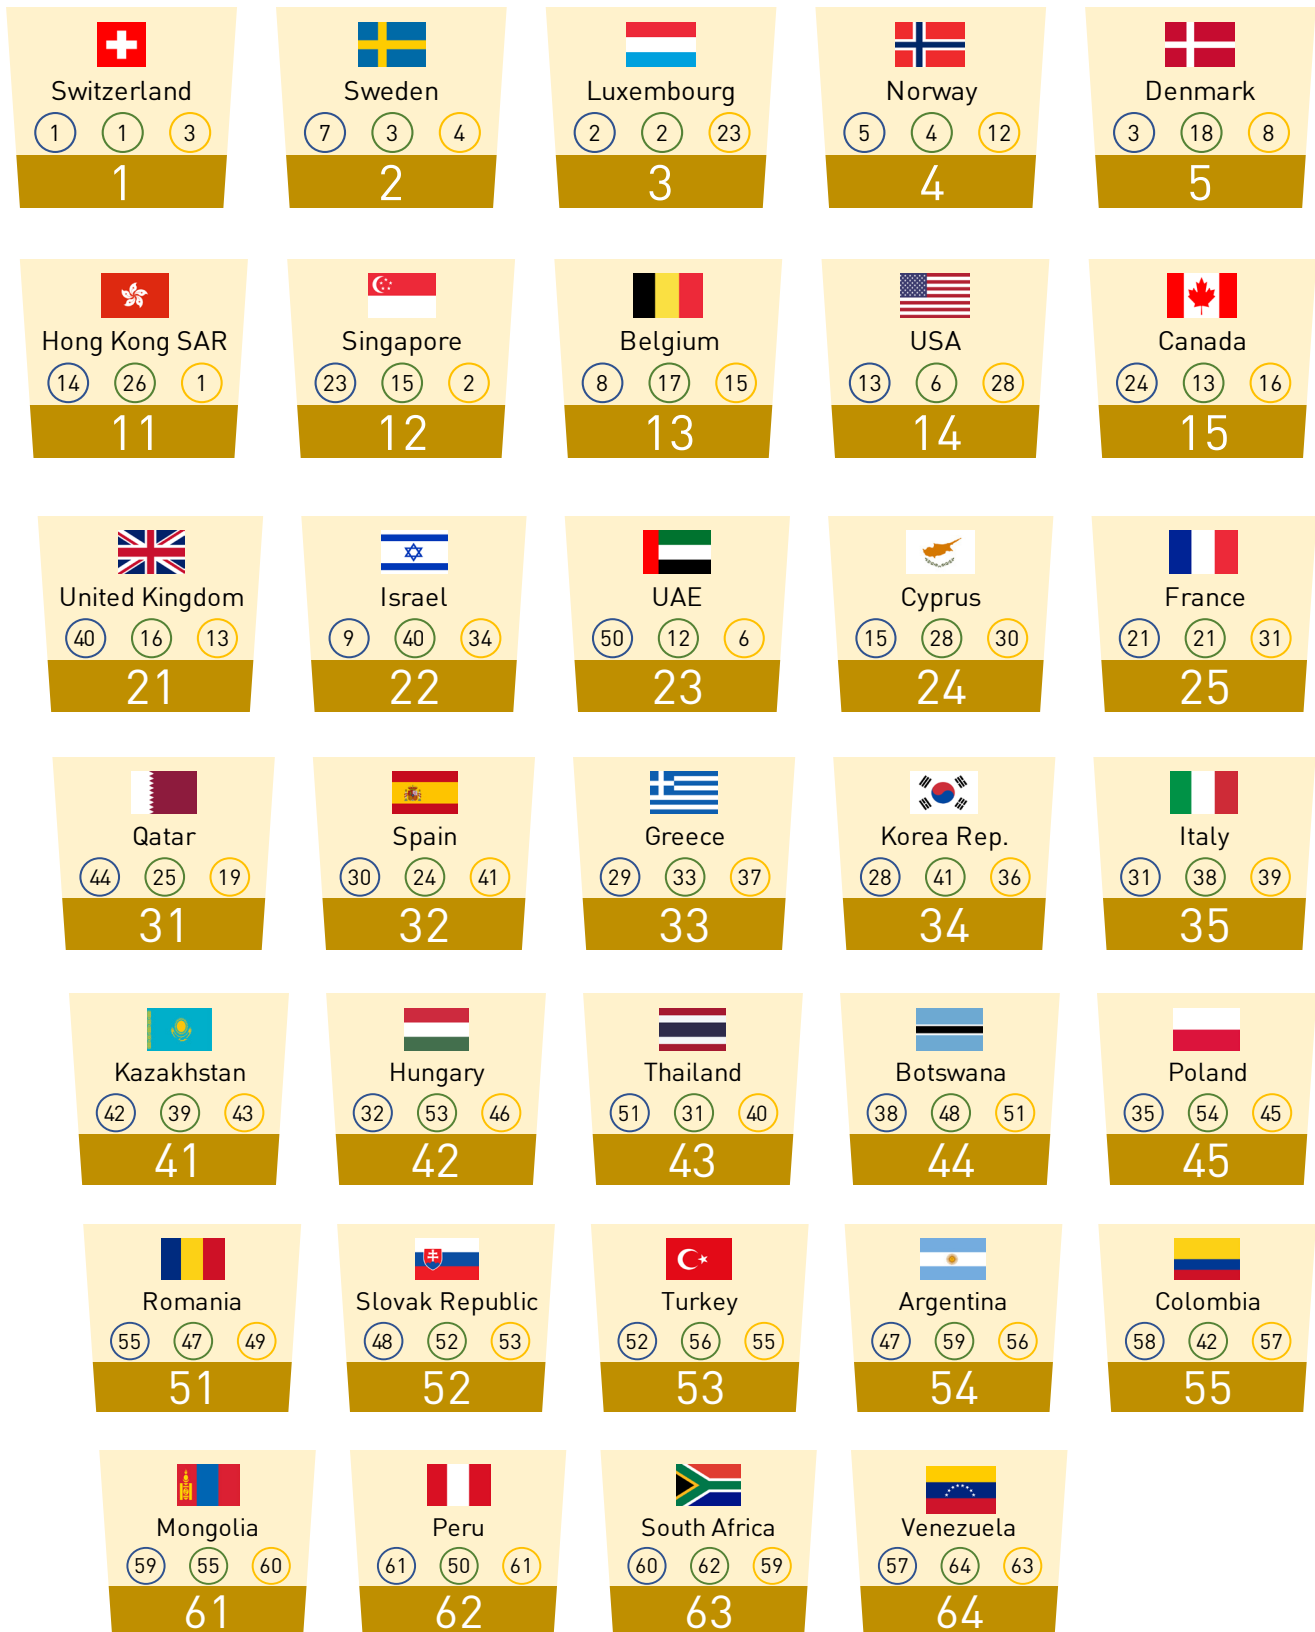 Switzerland Sweden Luxembourg Norway Denmark
1 1 3 7 3 4 2 2 23 5 4 12 3 18 8
1 2 3 4 5
Hong Kong SAR Singapore Belgium USA Canada
14 26 1 23 15 2 8 17 15 13 6 28 24 13 16
11 12 13 14 15
United Kingdom Israel UAE Cyprus France
40 16 13 9 40 34 50 12 6 15 28 30 21 21 31
21 22 23 24 25
Qatar Spain Greece Korea Rep. Italy
44 25 19 30 24 41 29 33 37 28 41 36 31 38 39
31 32 33 34 35
Kazakhstan Hungary Thailand Botswana Poland
42 39 43 32 53 46 51 31 40 38 48 51 35 54 45
41 42 43 44 45
Romania Slovak Republic Turkey Argentina Colombia
55 47 49 48 52 53 52 56 55 47 59 56 58 42 57
51 52 53 54 55
Mongolia Peru South Africa Venezuela
59 55 60 61 50 61 60 62 59 57 64 63
61 62 63 64